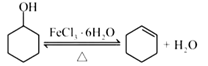 OH
FeCl₃·6H₂O
△
+ H₂O